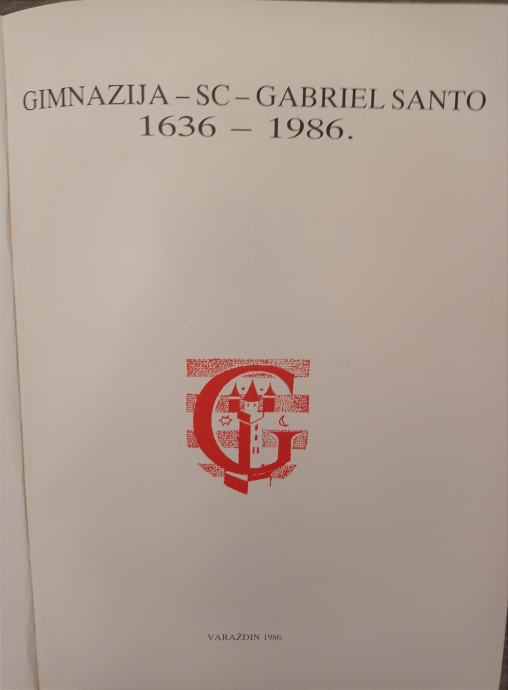 GIMNAZIJA – SC – GABRIEL SANTO
1636 – 1986.
G
VARAŽDIN 1986.